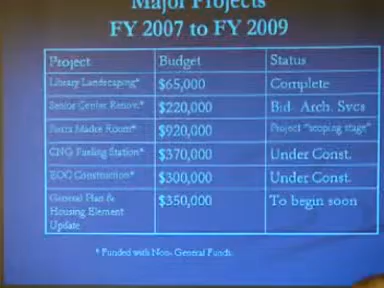 Major Projects
FY 2007 to FY 2009
Project Budget Status
Library Landscaping* $65,000 Complete
Senior Center Renov.* $220,000 Bid- Arch. Svcs
Madre Room* $920,000 Project "scoping stage"
CNG Fueling Station* $370,000 Under Const.
EOC Construction* $300,000 Under Const.
General Plan & Housing Element Update $350,000 To begin soon
* Funded with Non- General Funds